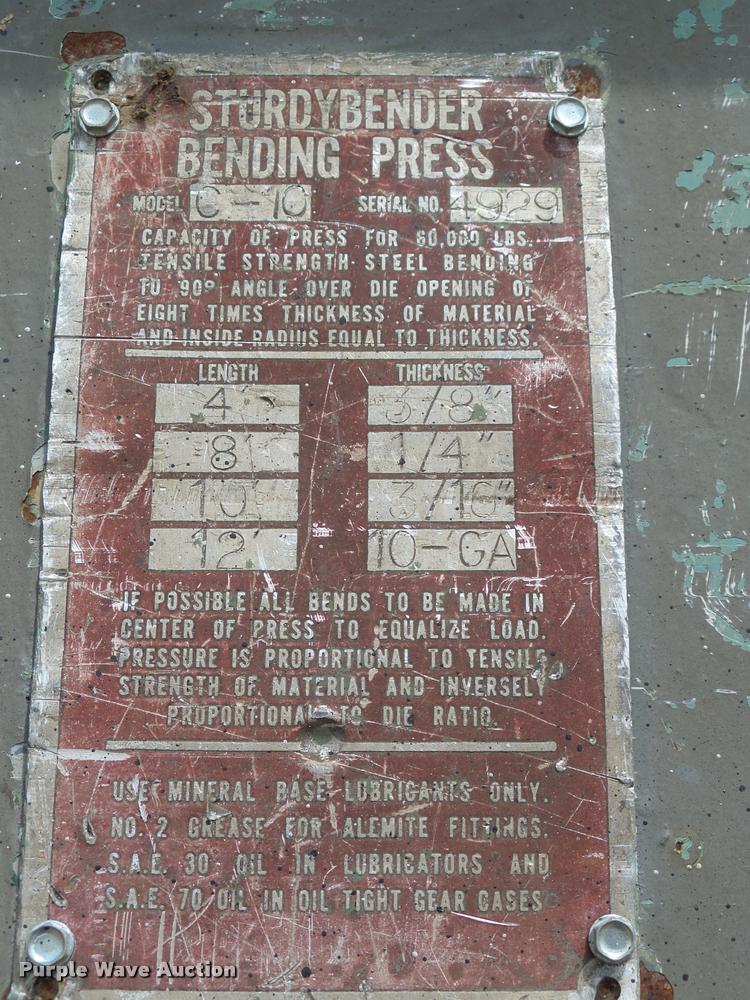 STURDYBENDER
BENDING PRESS
MODEL C-10 SERIAL NO. 4929
CAPACITY OF PRESS FOR 60,000 LBS.
TENSILE STRENGTH STEEL BENDING
TO 90° ANGLE OVER DIE OPENING OF
EIGHT TIMES THICKNESS OF MATERIAL
AND INSIDE RADIUS EQUAL TO THICKNESS.
LENGTH THICKNESS
4' 3/8"
8' 1/4"
10' 3/16"
12' 10-GA
IF POSSIBLE ALL BENDS TO BE MADE IN
CENTER OF PRESS TO EQUALIZE LOAD.
PRESSURE IS PROPORTIONAL TO TENSILE
STRENGTH OF MATERIAL AND INVERSELY
PROPORTIONAL TO DIE RATIO.
USE MINERAL BASE LUBRICANTS ONLY.
NO. 2 GREASE FOR ALEMITE FITTINGS.
S.A.E. 30 OIL IN LUBRICATORS AND
S.A.E. 70 OIL IN OIL TIGHT GEAR CASES
Purple Wave Auction